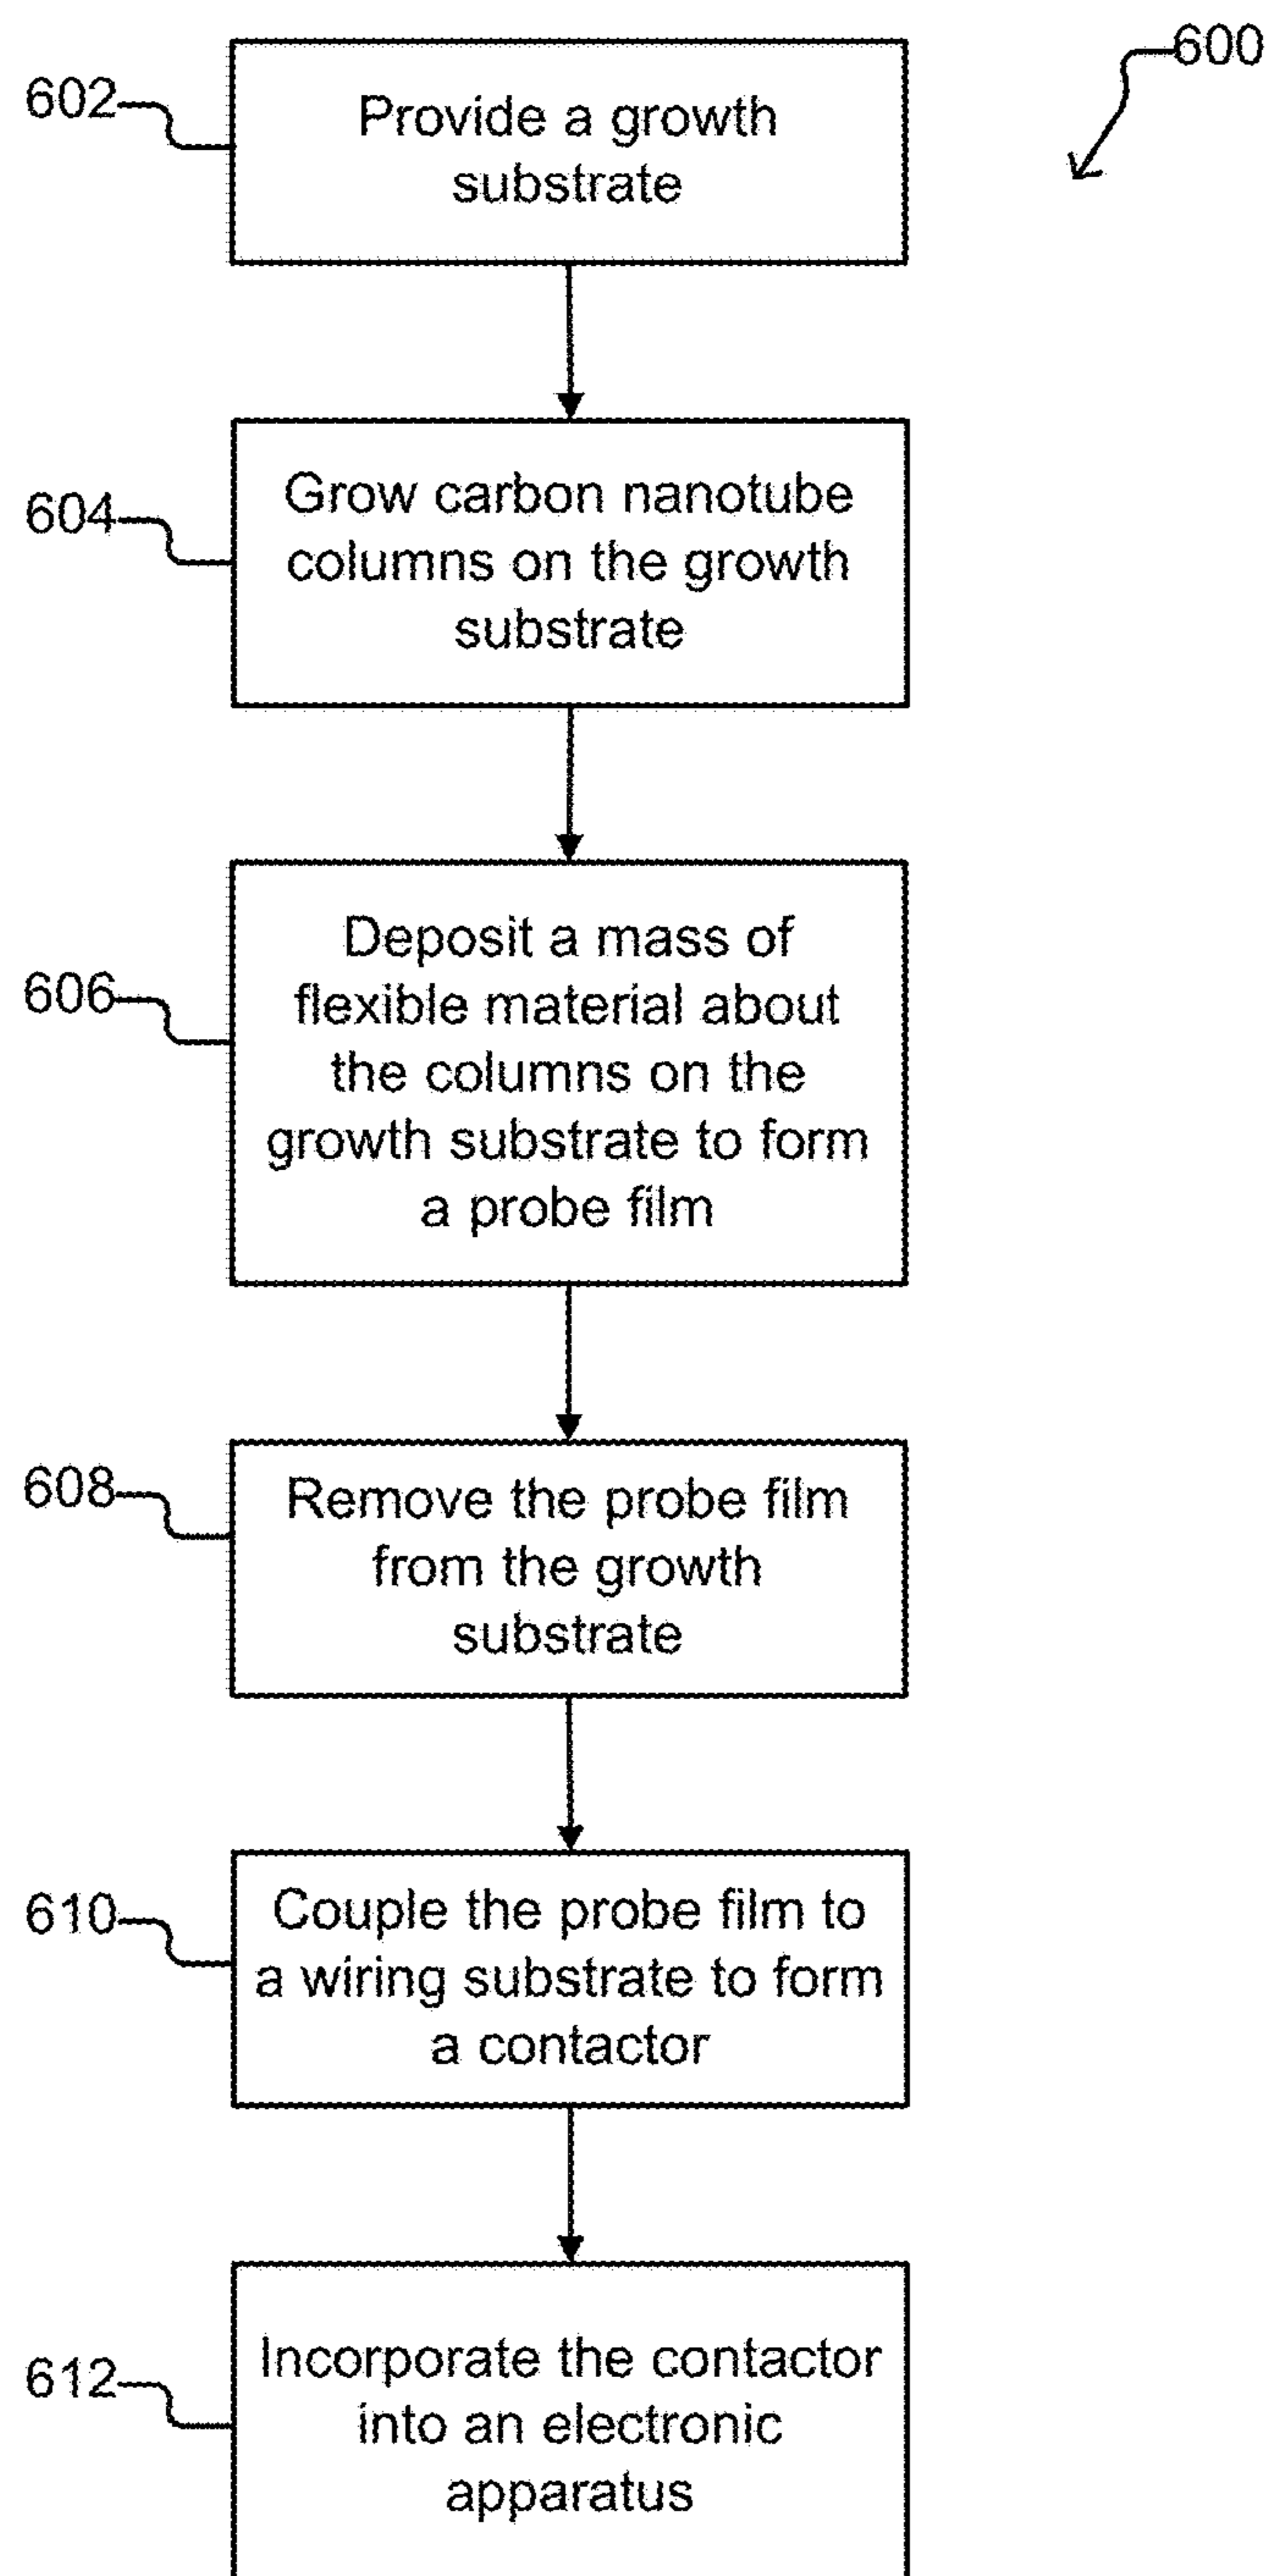 600
602
Provide a growth
substrate
604
Grow carbon nanotube
columns on the growth
substrate
606
Deposit a mass of
flexible material about
the columns on the
growth substrate to form
a probe film
608
Remove the probe film
from the growth
substrate
610
Couple the probe film to
a wiring substrate to form
a contactor
612
Incorporate the contactor
into an electronic
apparatus